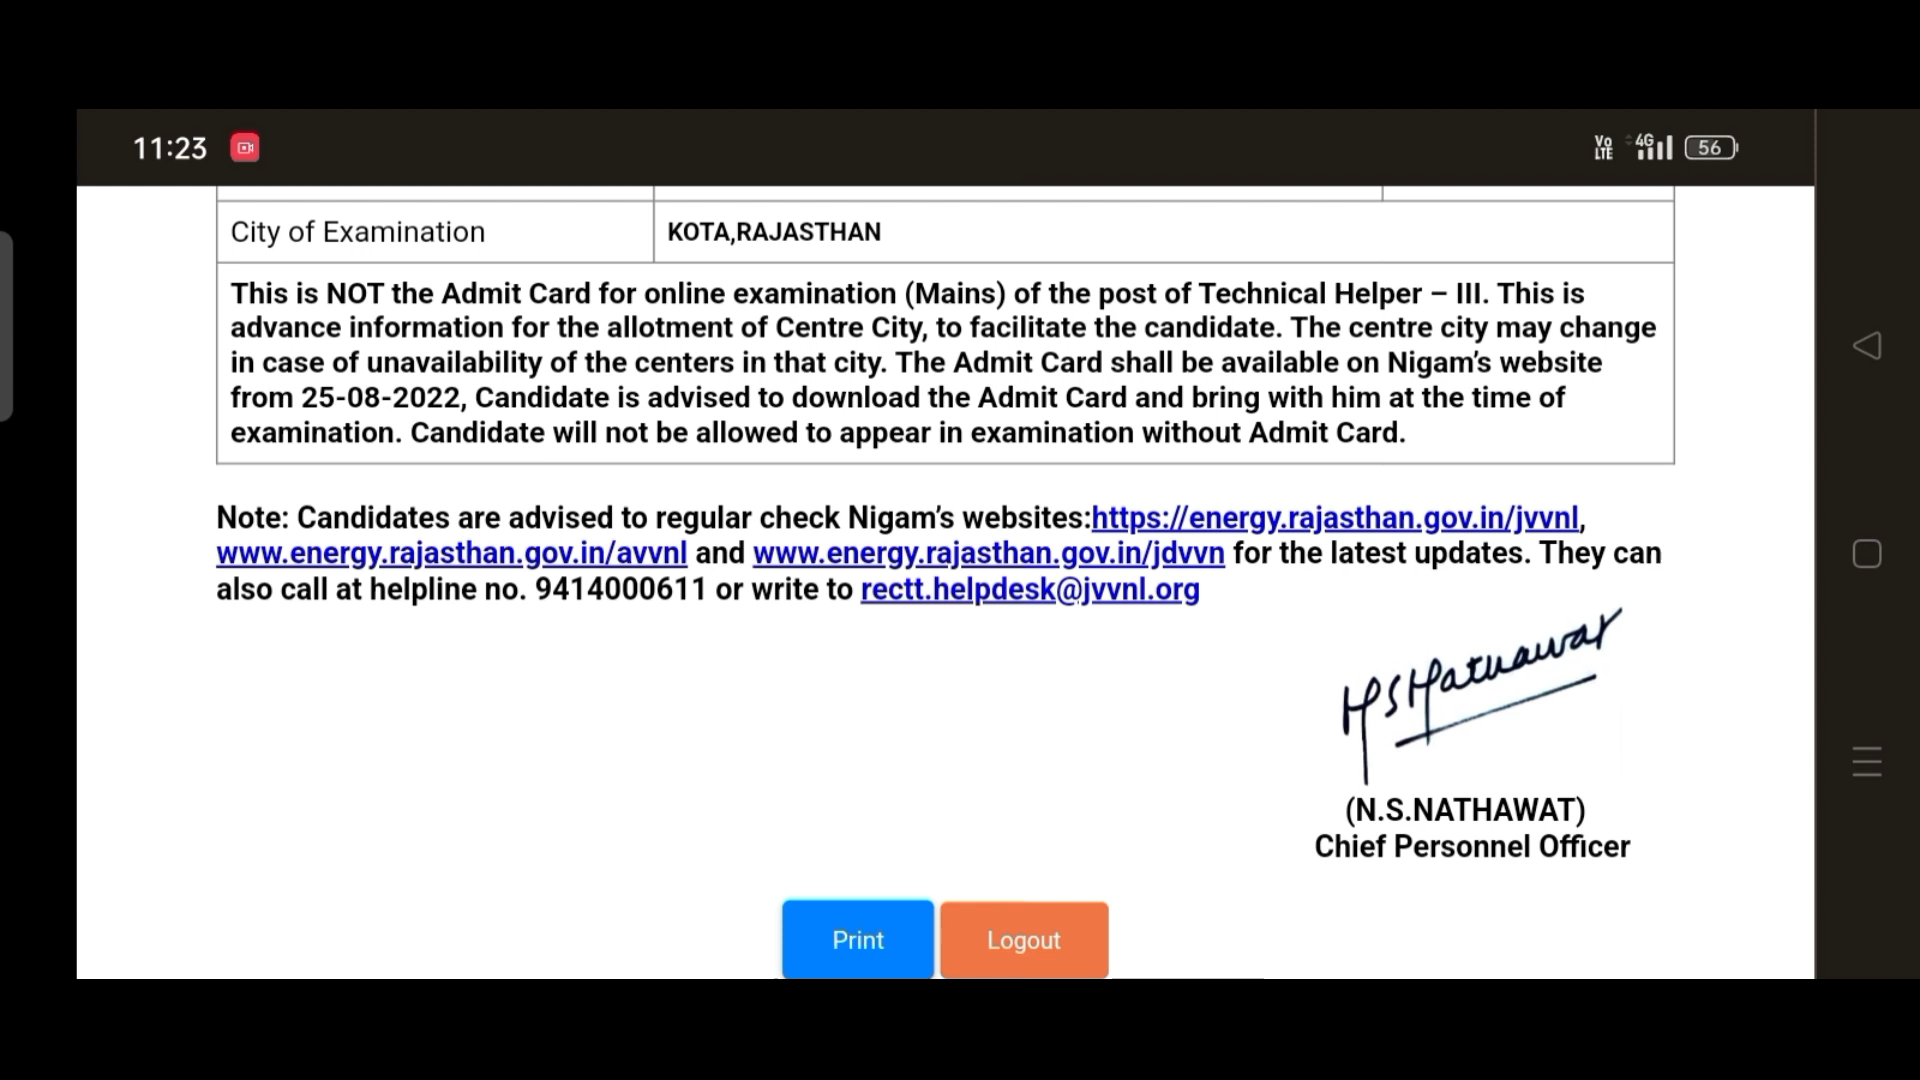 11:23
Vo LTE 4G 56
City of Examination KOTA,RAJASTHAN
This is NOT the Admit Card for online examination (Mains) of the post of Technical Helper – III. This is
advance information for the allotment of Centre City, to facilitate the candidate. The centre city may change
in case of unavailability of the centers in that city. The Admit Card shall be available on Nigam’s website
from 25-08-2022, Candidate is advised to download the Admit Card and bring with him at the time of
examination. Candidate will not be allowed to appear in examination without Admit Card.
Note: Candidates are advised to regular check Nigam’s websites:https://energy.rajasthan.gov.in/jvvnl,
www.energy.rajasthan.gov.in/avvnl and www.energy.rajasthan.gov.in/jdvvn for the latest updates. They can
also call at helpline no. 9414000611 or write to rectt.helpdesk@jvvnl.org
NSNathawat
(N.S.NATHAWAT)
Chief Personnel Officer
Print Logout